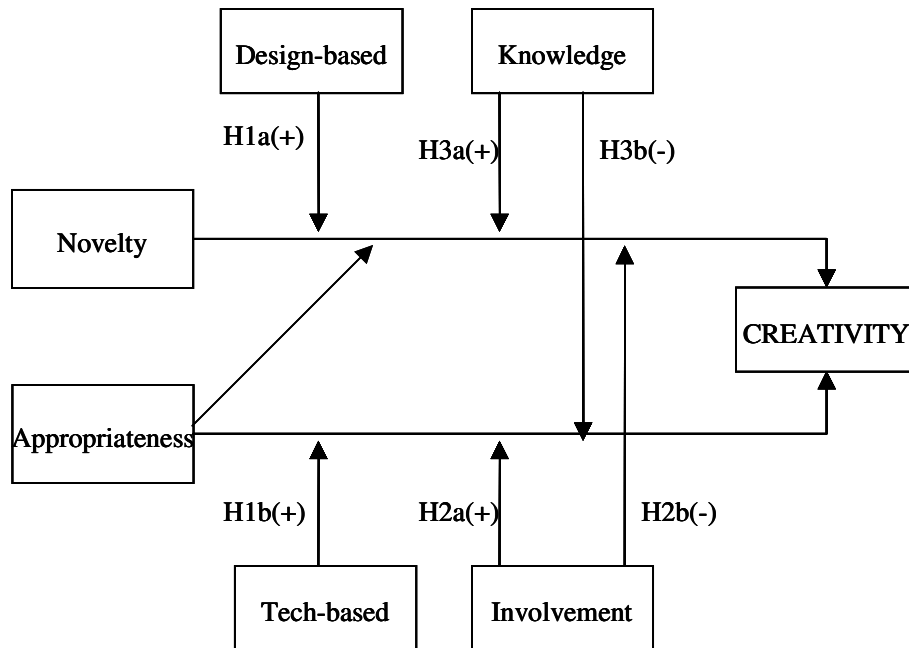 Design-based
Knowledge
H1a(+)
H3a(+)
H3b(-)
Novelty
CREATIVITY
Appropriateness
H1b(+)
H2a(+)
H2b(-)
Tech-based
Involvement